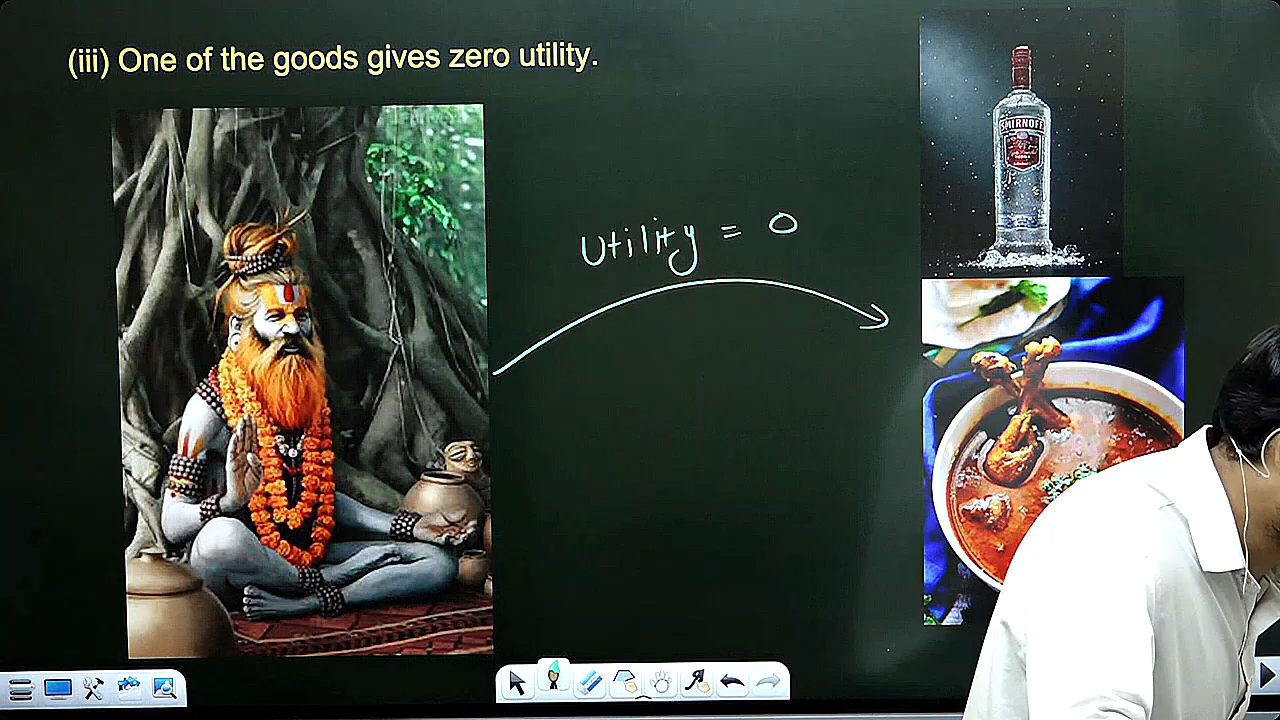 (iii) One of the goods gives zero utility.
Utility = 0
SMIRNOFF